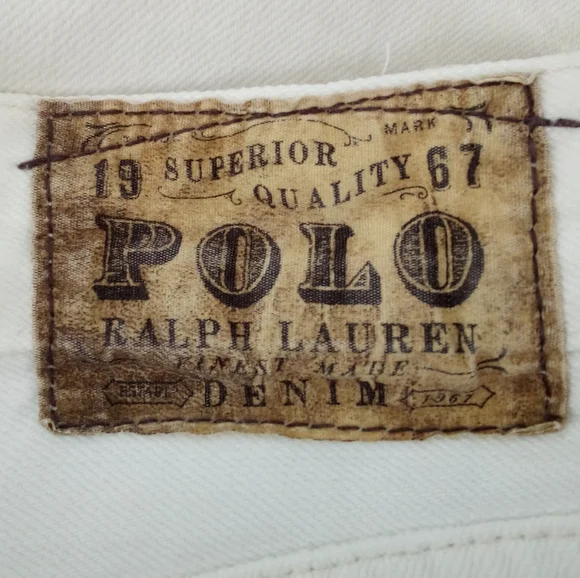 MARK
19 SUPERIOR 67
QUALITY
POLO
RALPH LAUREN
FINEST MADE
DENIM 1967